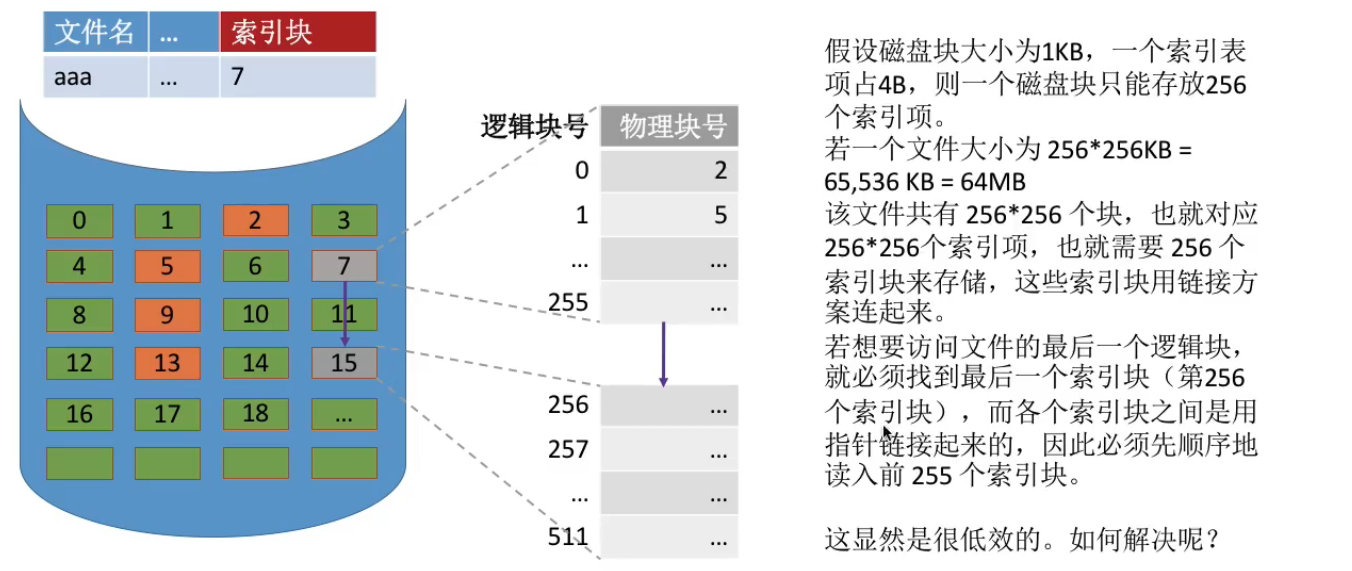 文件名 ... 索引块
aaa ... 7
0 1 2 3
4 5 6 7
8 9 10 11
12 13 14 15
16 17 18 ...
逻辑块号 物理块号
0 2
1 5
... ...
255 ...
256 ...
257 ...
... ...
511 ...
假设磁盘块大小为1KB，一个索引表
项占4B，则一个磁盘块只能存放256
个索引项。
若一个文件大小为 256*256KB =
65,536 KB = 64MB
该文件共有 256*256 个块，也就对应
256*256个索引项，也就需要 256 个
索引块来存储，这些索引块用链接方
案连起来。
若想要访问文件的最后一个逻辑块，
就必须找到最后一个索引块（第256
个索引块），而各个索引块之间是用
指针链接起来的，因此必须先顺序地
读入前 255 个索引块。
这显然是很低效的。如何解决呢？